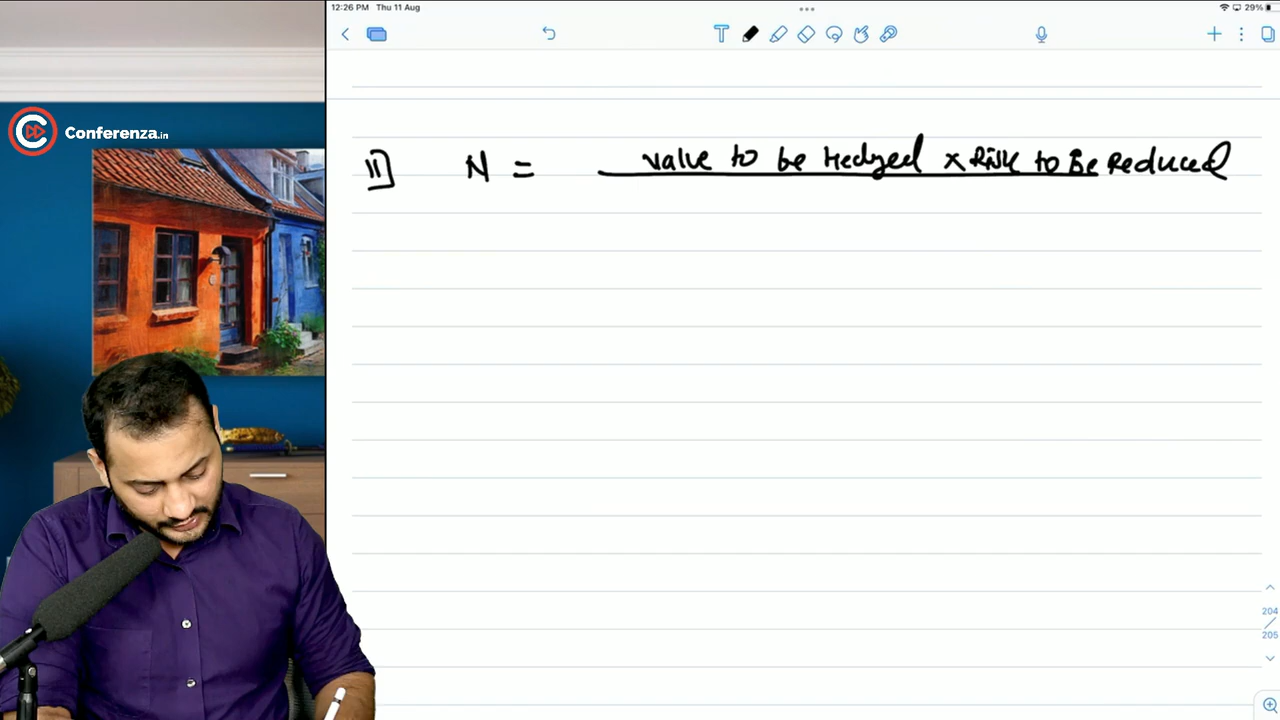 12:26 PM Thu 11 Aug
29%
T
Conferenza.in
II] N = value to be Hedged x Risk to Be Reduced
204
205